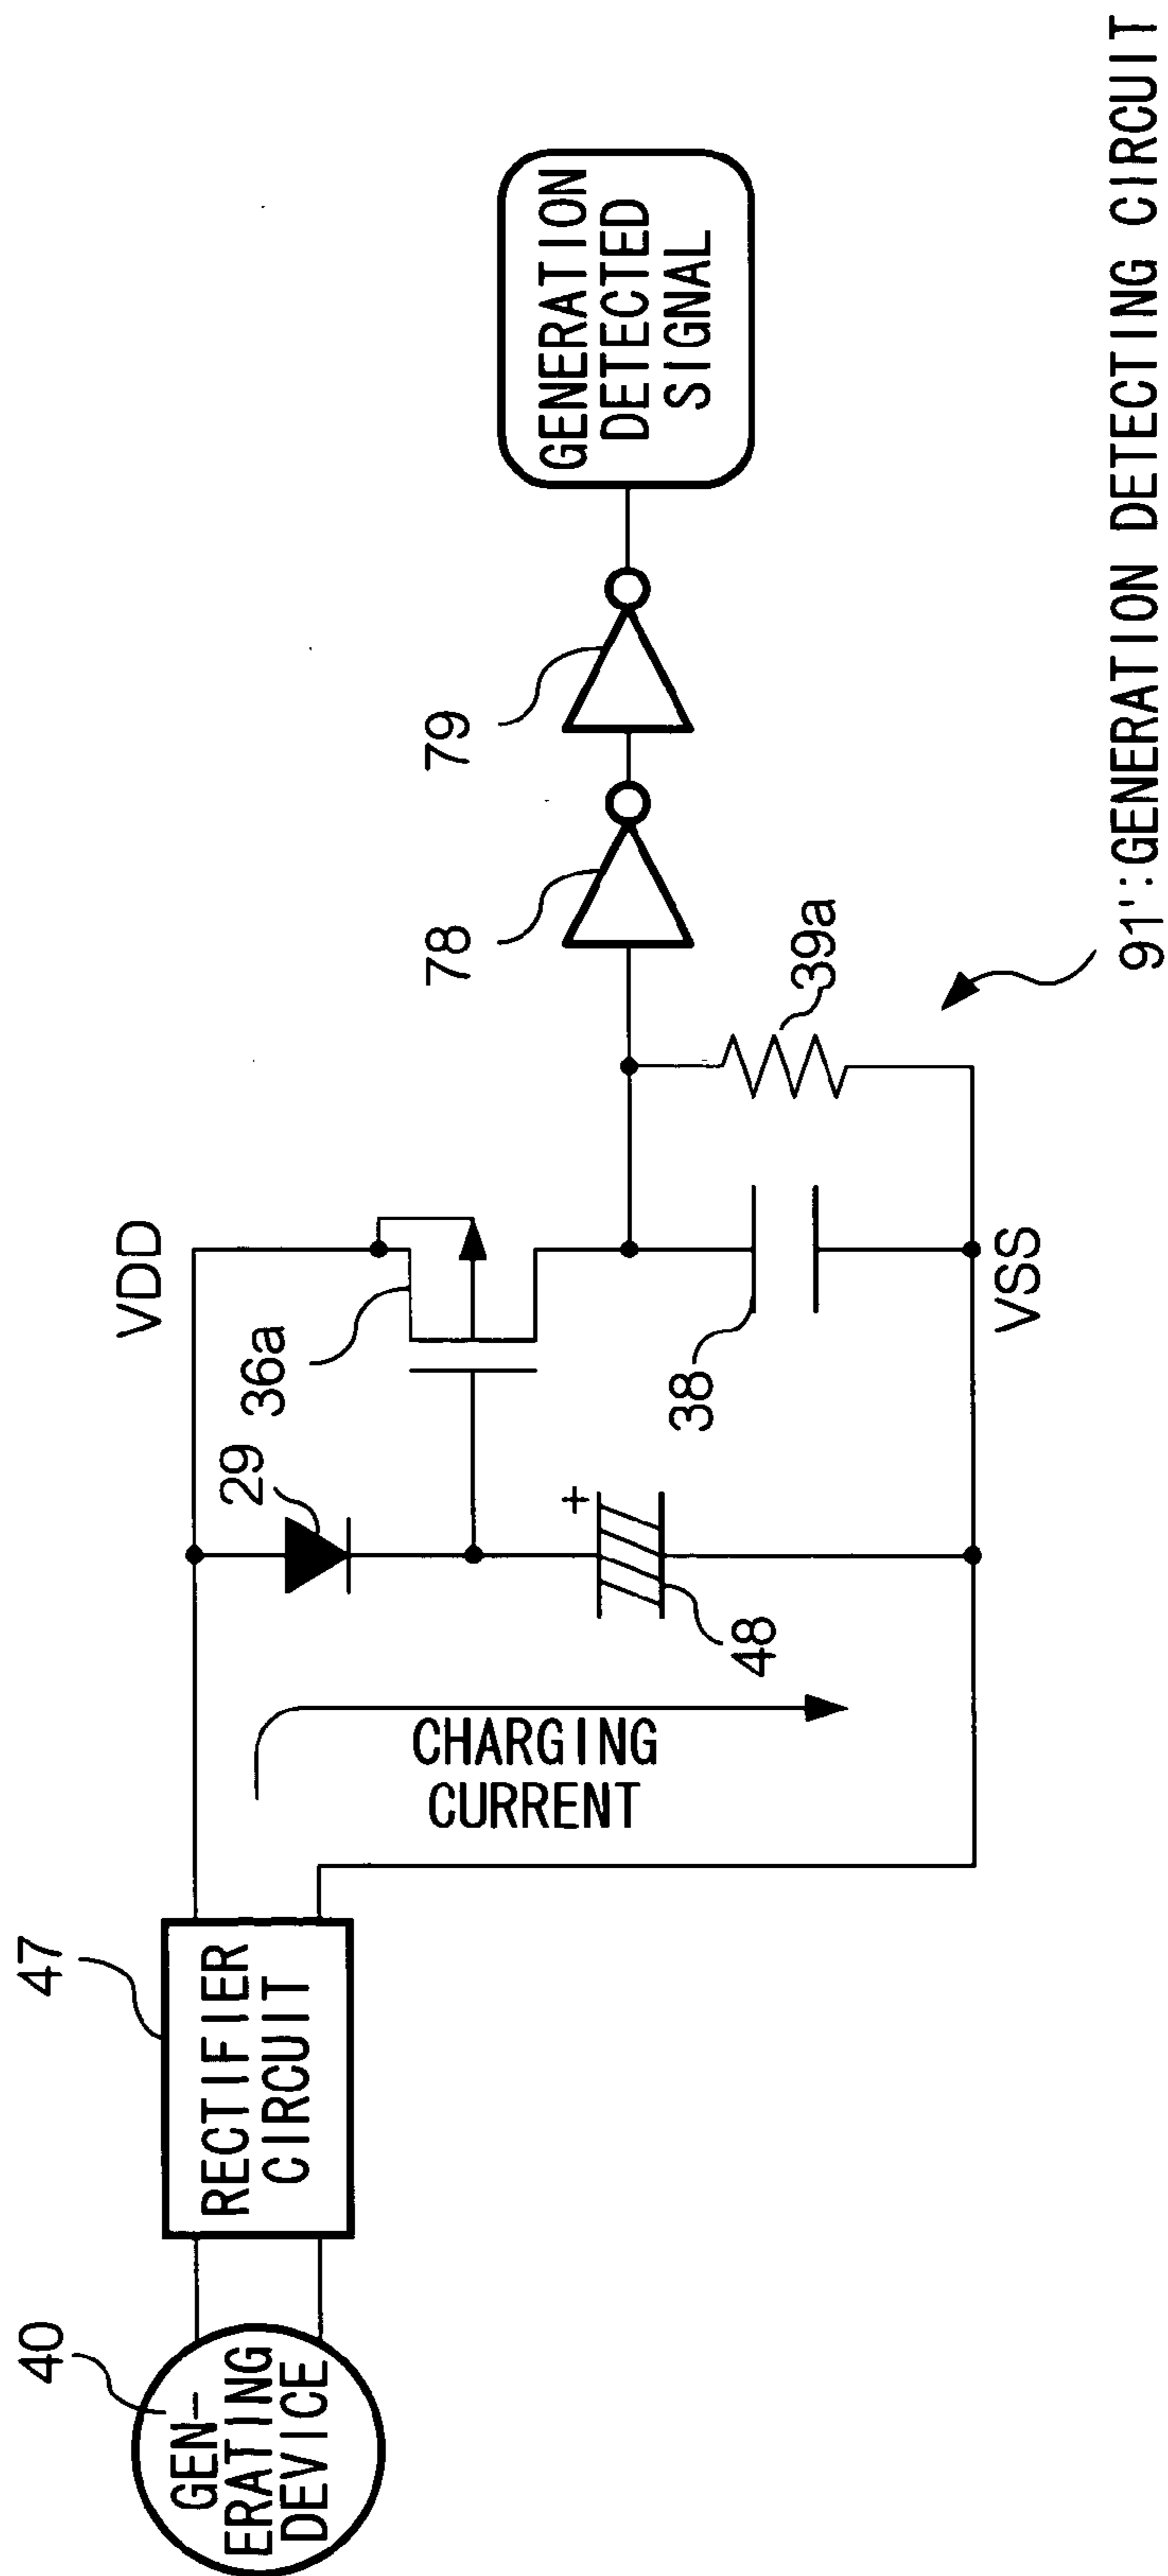 40
GEN-
ERATING
DEVICE
47
RECTIFIER
CIRCUIT
CHARGING
CURRENT
29
48
+
VDD
36a
38
VSS
39a
78
79
GENERATION
DETECTED
SIGNAL
91':GENERATION DETECTING CIRCUIT